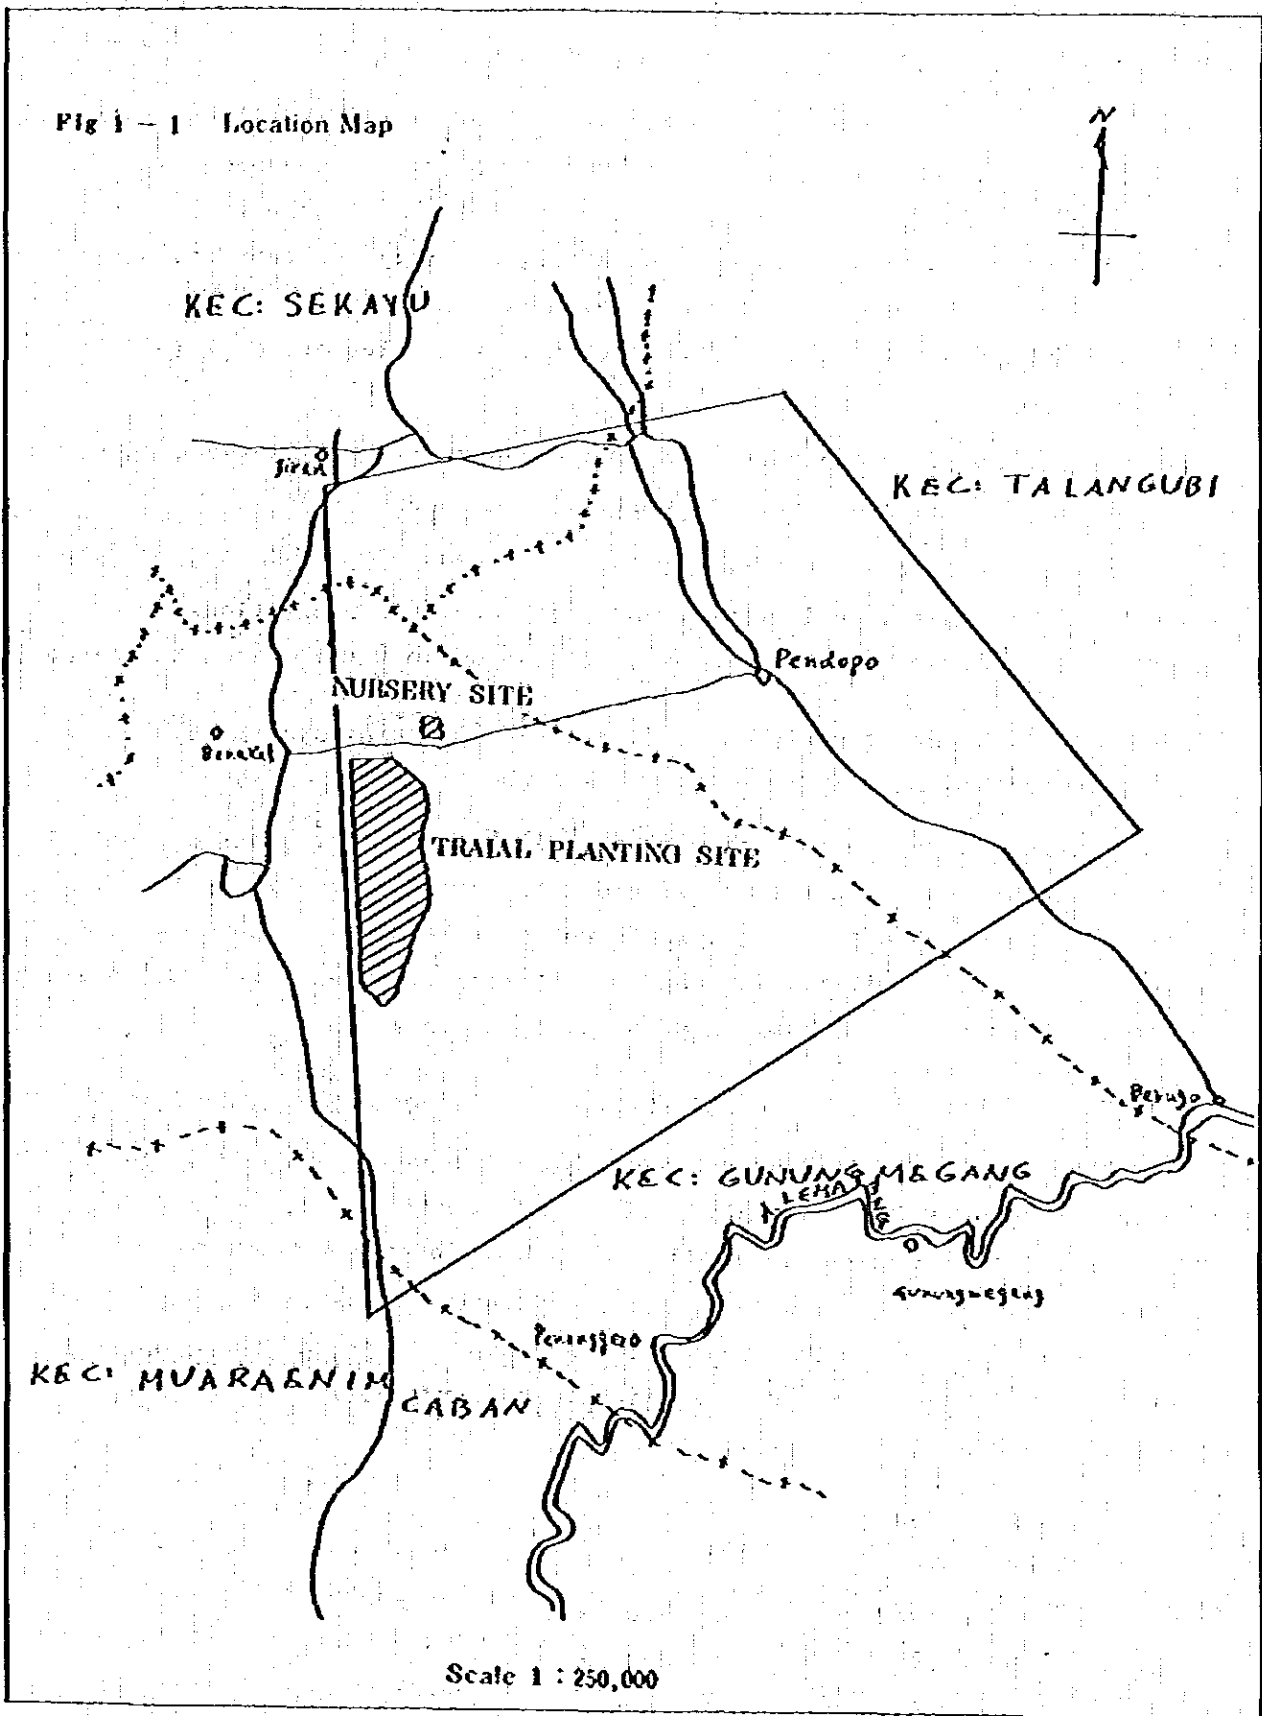 Fig 1 - 1 Location Map
N
KEC: SEKAYU
KEC: TALANGUBI
Pendopo
NURSERY SITE
TRAIAL PLANTING SITE
KEC: GUNUNG MEGANG
Gunungmegang
KEC: MUARAENIM
CABAN
Scale 1 : 250,000